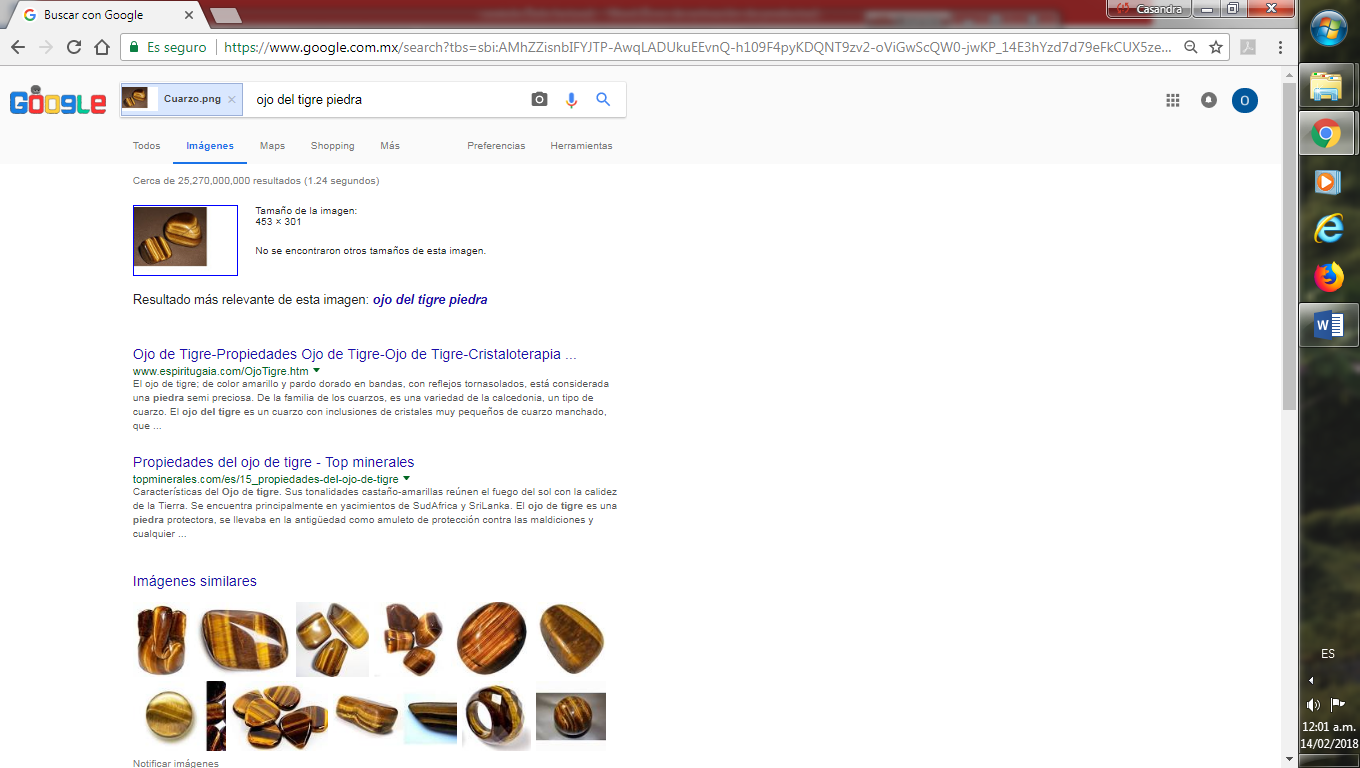 Buscar con Google
Casandra
Es seguro
https://www.google.com.mx/search?tbs=sbi:AMhZZisnbIFYJTP-AwqLADUkuEEvnQ-h109F4pyKDQNT9zv2-oViGwScQW0-jwKP_14E3hYzd7d79eFkCUX5ze...
Google
Cuarzo.png
ojo del tigre piedra
O
Todos Imágenes Maps Shopping Más Preferencias Herramientas
Cerca de 25,270,000,000 resultados (1.24 segundos)
Tamaño de la imagen:
453 × 301
No se encontraron otros tamaños de esta imagen.
Resultado más relevante de esta imagen: ojo del tigre piedra
Ojo de Tigre-Propiedades Ojo de Tigre-Ojo de Tigre-Cristaloterapia ...
www.espiritugaia.com/OjoTigre.htm
El ojo de tigre; de color amarillo y pardo dorado en bandas, con reflejos tornasolados, está considerada
una piedra semi preciosa. De la familia de los cuarzos, es una variedad de la calcedonia, un tipo de
cuarzo. El ojo del tigre es un cuarzo con inclusiones de cristales muy pequeños de cuarzo manchado,
que ...
Propiedades del ojo de tigre - Top minerales
topminerales.com/es/15_propiedades-del-ojo-de-tigre
Características del Ojo de tigre. Sus tonalidades castaño-amarillas reúnen el fuego del sol con la calidez
de la Tierra. Se encuentra principalmente en yacimientos de SudAfrica y SriLanka. El ojo de tigre es una
piedra protectora, se llevaba en la antigüedad como amuleto de protección contra las maldiciones y
cualquier ...
Imágenes similares
Notificar imágenes
W
ES
12:01 a.m.
14/02/2018